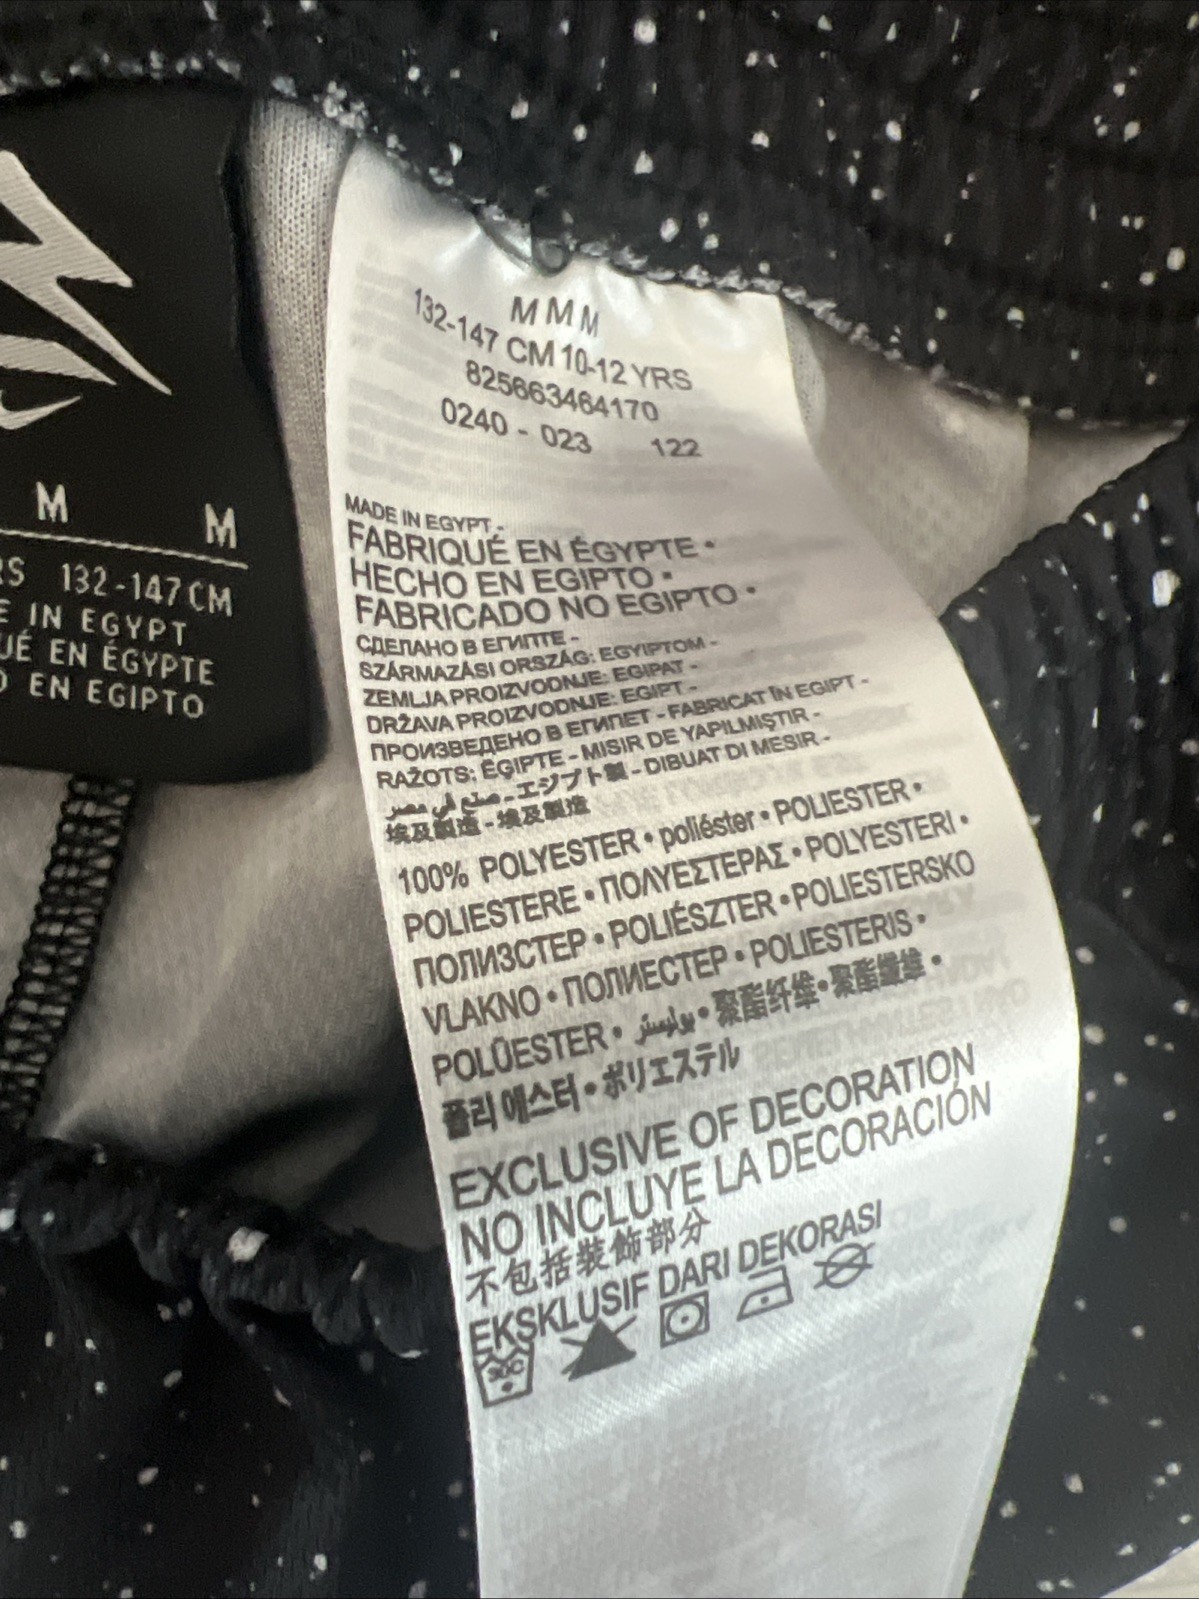 M M
RS 132-147 CM
E IN EGYPT
UÉ EN ÉGYPTE
O EN EGIPTO
M M M
132-147 CM 10-12 YRS
825663464170
0240 - 023 122
MADE IN EGYPT -
FABRIQUÉ EN ÉGYPTE •
HECHO EN EGIPTO •
FABRICADO NO EGIPTO •
СДЕЛАНО В ЕГИПТЕ -
SZÁRMAZÁSI ORSZÁG: EGYIPTOM -
ZEMLJA PROIZVODNJE: EGIPAT -
DRŽAVA PROIZVODNJE: EGIPT -
ПРОИЗВЕДЕНО В ЕГИПЕТ - FABRICAT ÎN EGIPT -
RAŽOTS: ĒĢIPTE - MISIR DE YAPILMIŞTIR -
صنع في مصر - エジプト製 - DIBUAT DI MESIR -
埃及製造 - 埃及製造
100% POLYESTER • poliéster • POLIESTER •
POLIESTERE • ΠΟΛΥΕΣΤΕΡΑΣ • POLYESTERI •
ПОЛИЗСТЕР • POLIÉSZTER • POLIESTERSKO
VLAKNO • ПОЛИЕСТЕР • POLIESTERIS •
POLÜESTER • بوليستر • 聚酯纤维 • 聚酯纖維 •
폴리 에스터 • ポリエステル
EXCLUSIVE OF DECORATION
NO INCLUYE LA DECORACIÓN
不包括裝飾部分
EKSKLUSIF DARI DEKORASI
30C